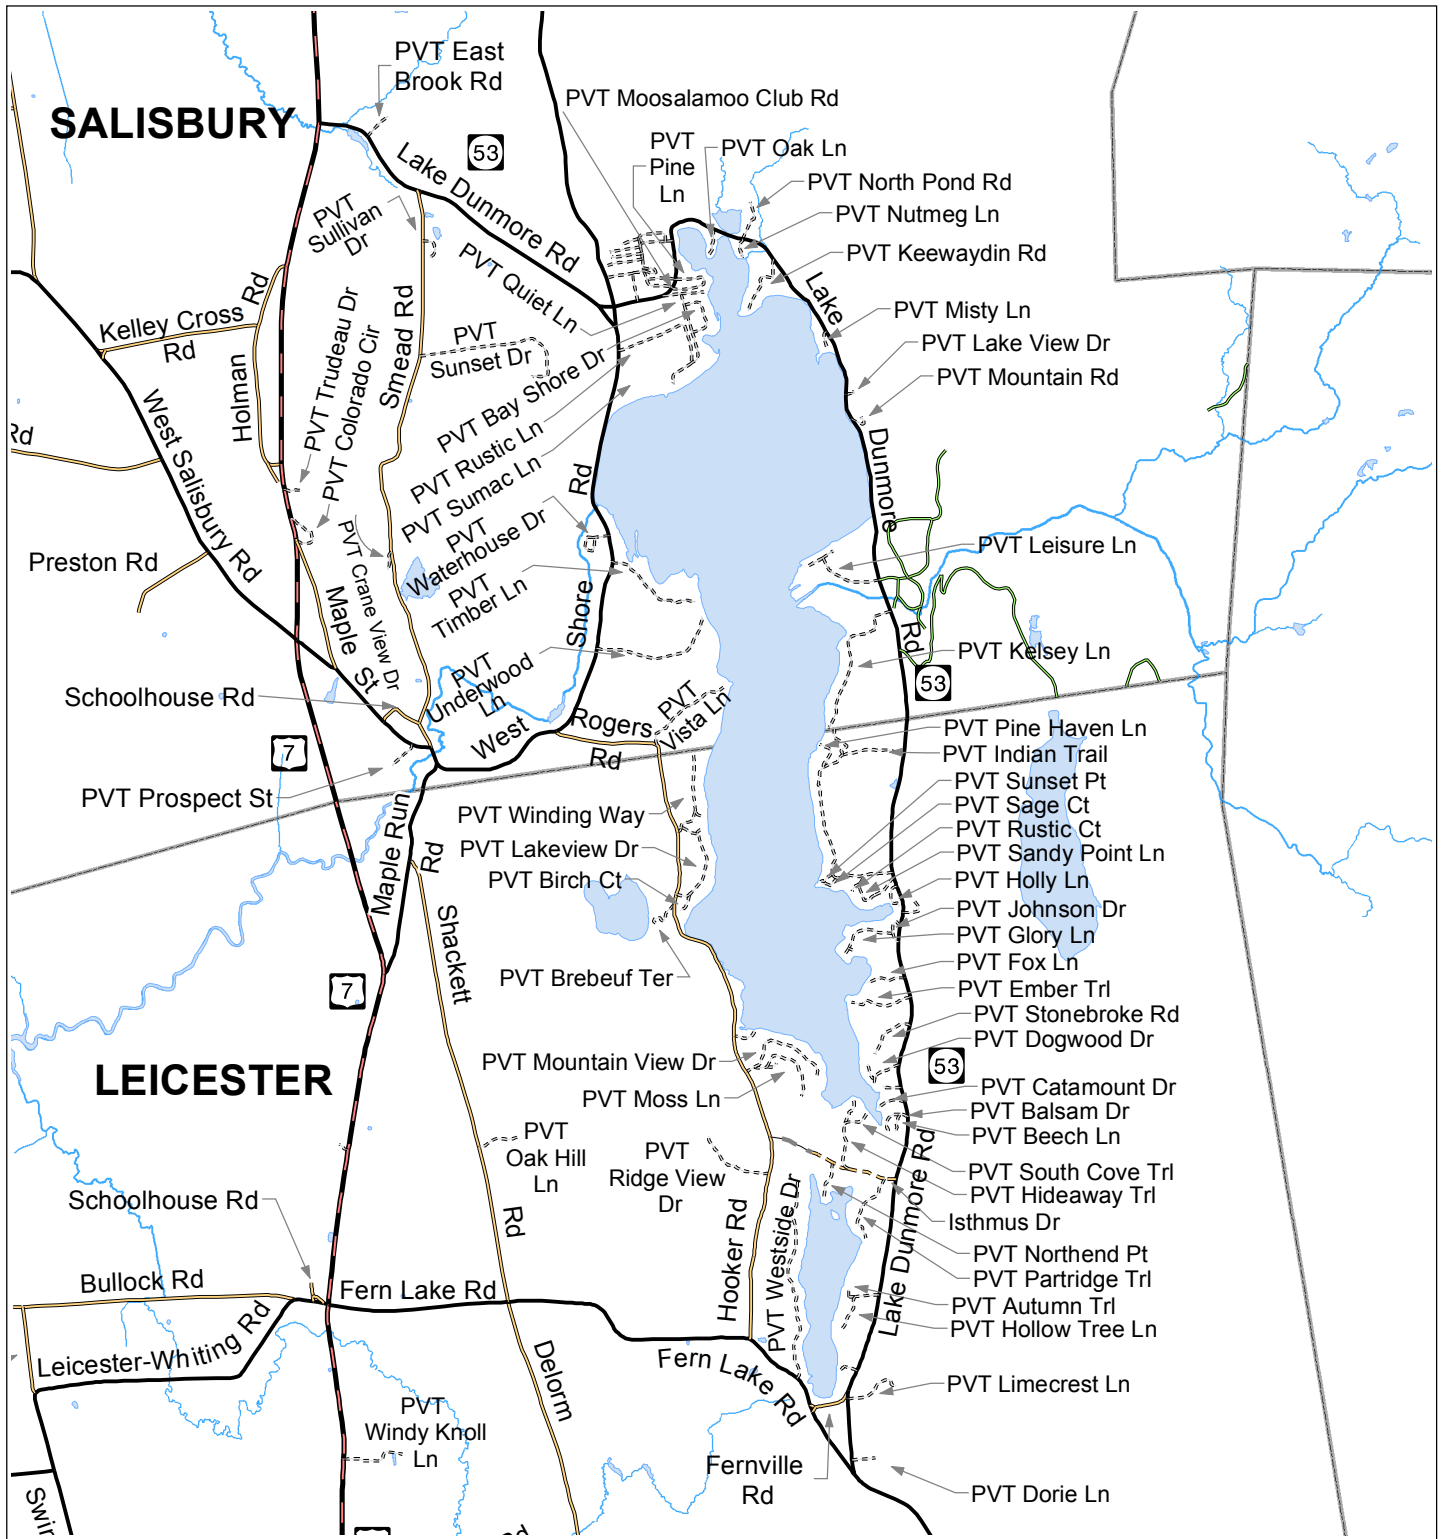 PVT East
Brook Rd
SALISBURY
53
PVT Moosalamoo Club Rd
PVT
Pine
Ln
PVT Oak Ln
PVT North Pond Rd
PVT Nutmeg Ln
PVT Keewaydin Rd
Lake Dunmore Rd
PVT
Sullivan
Dr
PVT Quiet Ln
Lake
Dunmore
Rd
PVT Misty Ln
PVT Lake View Dr
PVT Mountain Rd
Kelley Cross
Rd
Holman
Rd
PVT Trudeau Dr
PVT Colorado Cir
Smead Rd
PVT
Sunset Dr
PVT Bay Shore Dr
PVT Rustic Ln
PVT Sumac Ln
Rd
West Salisbury Rd
Preston Rd
PVT Crane View Dr
PVT
Waterhouse Dr
PVT
Timber Ln
West
Shore
Rd
PVT Leisure Ln
Maple
St
PVT
Underwood
Ln
PVT Kelsey Ln
53
Schoolhouse Rd
PVT
Vista Ln
Rogers
Rd
7
PVT Prospect St
PVT Pine Haven Ln
PVT Indian Trail
PVT Sunset Pt
PVT Sage Ct
PVT Rustic Ct
PVT Sandy Point Ln
PVT Holly Ln
PVT Johnson Dr
PVT Glory Ln
PVT Fox Ln
PVT Ember Trl
PVT Stonebroke Rd
PVT Dogwood Dr
Maple Run
Rd
PVT Winding Way
PVT Lakeview Dr
PVT Birch Ct
PVT Brebeuf Ter
Shackett
Rd
7
LEICESTER
PVT Mountain View Dr
PVT Moss Ln
53
PVT Catamount Dr
PVT Balsam Dr
PVT Beech Ln
PVT South Cove Trl
PVT Hideaway Trl
Isthmus Dr
PVT Northend Pt
PVT Partridge Trl
PVT Autumn Trl
PVT Hollow Tree Ln
PVT
Oak Hill
Ln
PVT
Ridge View
Dr
Hooker Rd
PVT Westside Dr
Lake Dunmore Rd
Schoolhouse Rd
Bullock Rd
Fern Lake Rd
Leicester-Whiting Rd
Delorm
Fern Lake Rd
PVT Limecrest Ln
PVT
Windy Knoll
Ln
Fernville
Rd
PVT Dorie Ln
Swin
Rd